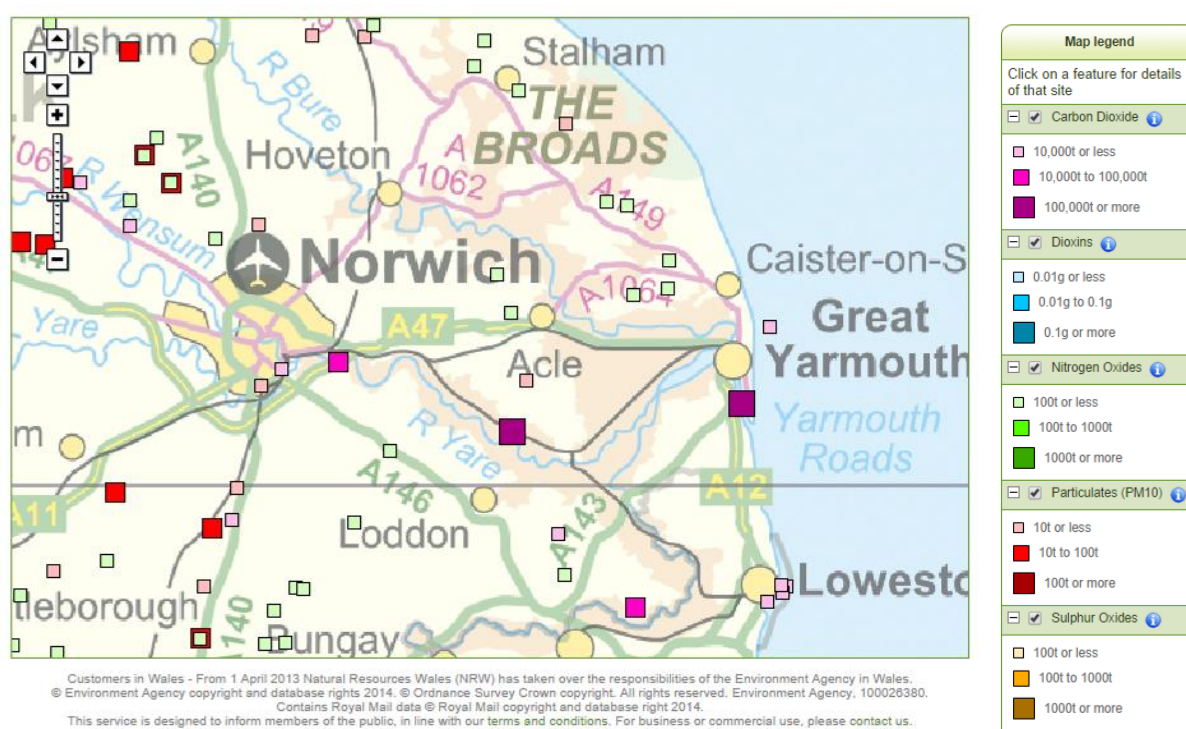 Aylsham
R Bure
Stalham
THE
BROADS
K
1067
A140
Hoveton
A
1062
A149
R Wensum
Norwich
Caister-on-S
A 1064
A47
Yare
Great
Yarmouth
Acle
Yarmouth
Roads
m
R Yare
A146
A12
A11
A143
Loddon
Lowesto
tleborough
A140
Bungay
Customers in Wales - From 1 April 2013 Natural Resources Wales (NRW) has taken over the responsibilities of the Environment Agency in Wales.
© Environment Agency copyright and database rights 2014. © Ordnance Survey Crown copyright. All rights reserved. Environment Agency, 100026380.
Contains Royal Mail data © Royal Mail copyright and database right 2014.
This service is designed to inform members of the public, in line with our terms and conditions. For business or commercial use, please contact us.
Map legend
Click on a feature for details
of that site
Carbon Dioxide
10,000t or less
10,000t to 100,000t
100,000t or more
Dioxins
0.01g or less
0.01g to 0.1g
0.1g or more
Nitrogen Oxides
100t or less
100t to 1000t
1000t or more
Particulates (PM10)
10t or less
10t to 100t
100t or more
Sulphur Oxides
100t or less
100t to 1000t
1000t or more